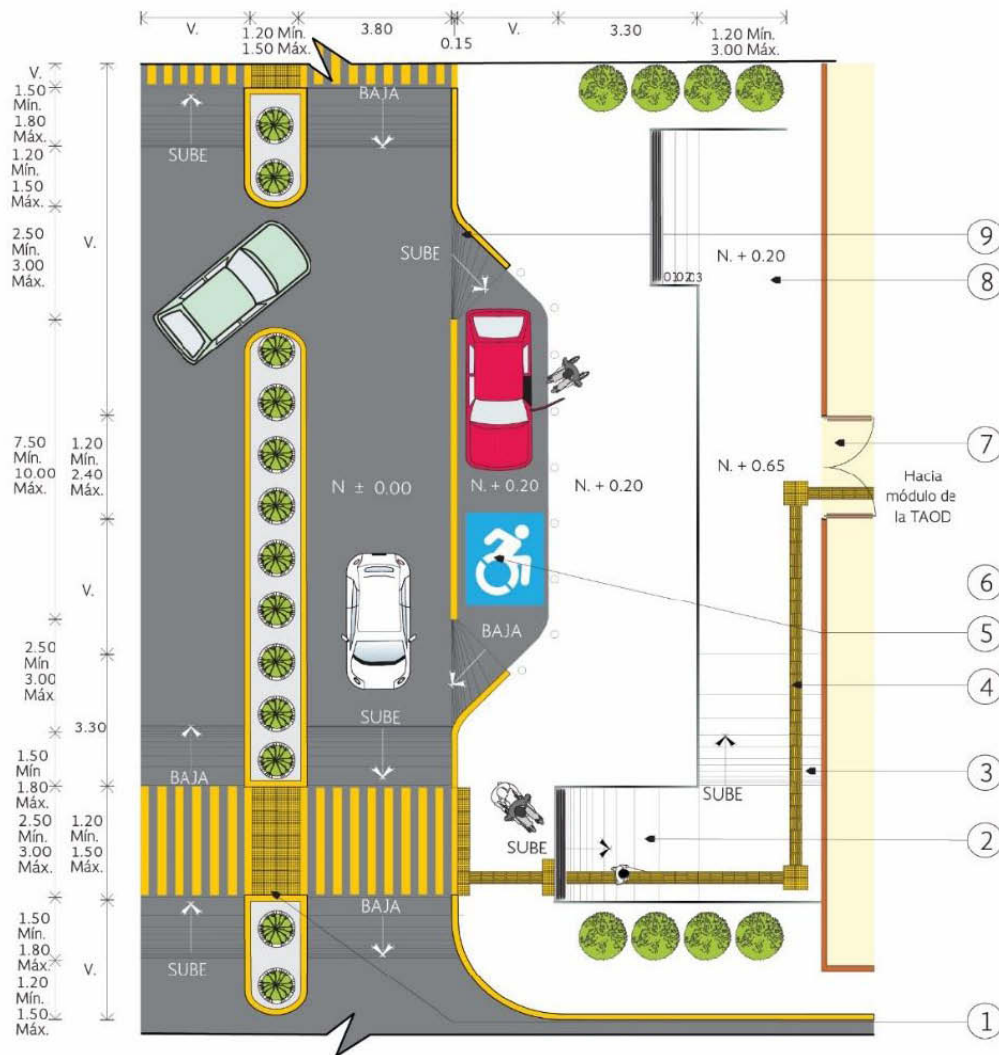 V.
1.20 Mín.
1.50 Máx.
3.80
0.15
V.
3.30
1.20 Mín.
3.00 Máx.
V.
1.50
Mín.
1.80
Máx.
1.20
Mín.
1.50
Máx.
2.50
Mín.
3.00
Máx.
7.50
Mín.
10.00
Máx.
2.50
Mín
3.00
Máx.
1.50
Mín
1.80
Máx.
2.50
Mín.
3.00
Máx.
1.50
Mín.
1.80
Máx.
1.20
Mín.
1.50
Máx.
V.
1.20
Mín.
2.40
Máx.
V.
3.30
1.20
Mín.
1.50
Máx.
V.
BAJA
SUBE
SUBE
N. + 0.20
01 02 03
N ± 0.00
N. + 0.20
N. + 0.20
N. + 0.65
Hacia
módulo de
la TAOD
BAJA
SUBE
BAJA
SUBE
SUBE
BAJA
SUBE
9
8
7
6
5
4
3
2
1